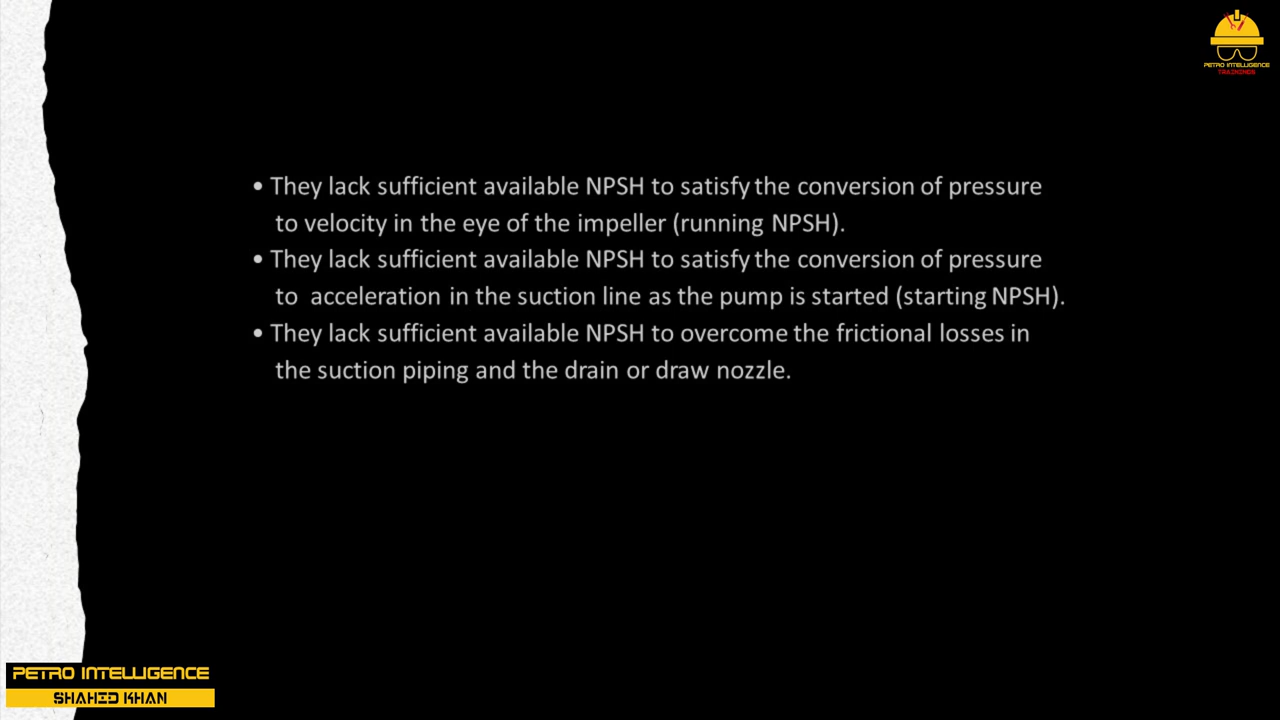 PETRO INTELLIGENCE
TRAININGS
• They lack sufficient available NPSH to satisfy the conversion of pressure
to velocity in the eye of the impeller (running NPSH).
• They lack sufficient available NPSH to satisfy the conversion of pressure
to acceleration in the suction line as the pump is started (starting NPSH).
• They lack sufficient available NPSH to overcome the frictional losses in
the suction piping and the drain or draw nozzle.
PETRO INTELLIGENCE
SHAHID KHAN